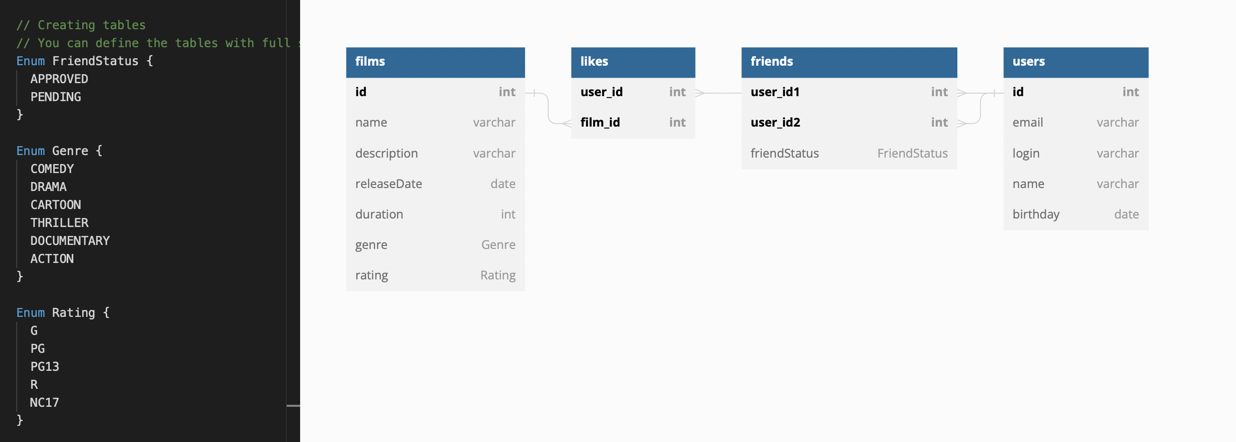 // Creating tables
// You can define the tables with full
Enum FriendStatus {
APPROVED
PENDING
}
Enum Genre {
COMEDY
DRAMA
CARTOON
THRILLER
DOCUMENTARY
ACTION
}
Enum Rating {
G
PG
PG13
R
NC17
}
films
id int
name varchar
description varchar
releaseDate date
duration int
genre Genre
rating Rating
likes
user_id int
film_id int
friends
user_id1 int
user_id2 int
friendStatus FriendStatus
users
id int
email varchar
login varchar
name varchar
birthday date